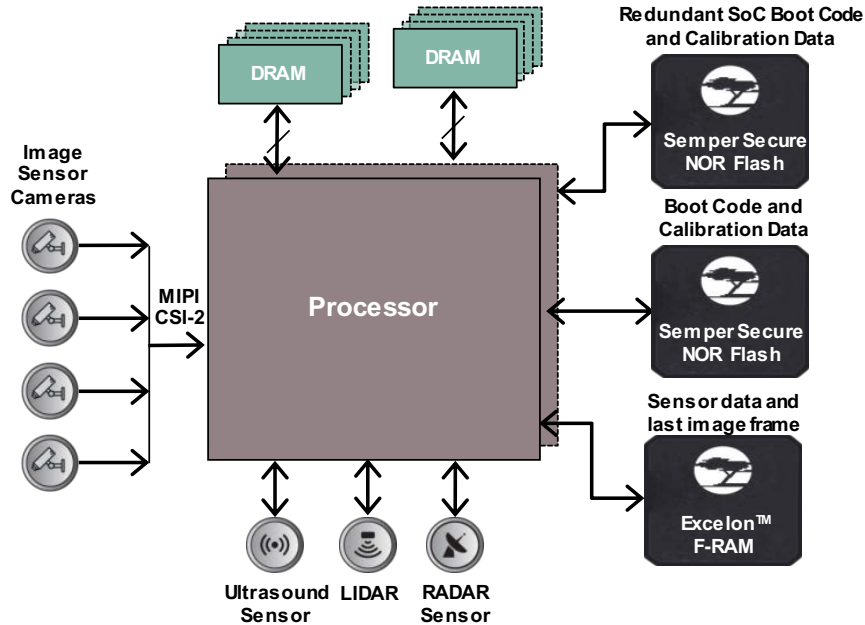 Redundant SoC Boot Code
and Calibration Data
DRAM
DRAM
Semper Secure
NOR Flash
Image
Sensor
Cameras
Boot Code and
Calibration Data
MIPI
CSI-2
Processor
Semper Secure
NOR Flash
Sensor data and
last image frame
Excelon™
F-RAM
Ultrasound
Sensor
LIDAR
RADAR
Sensor